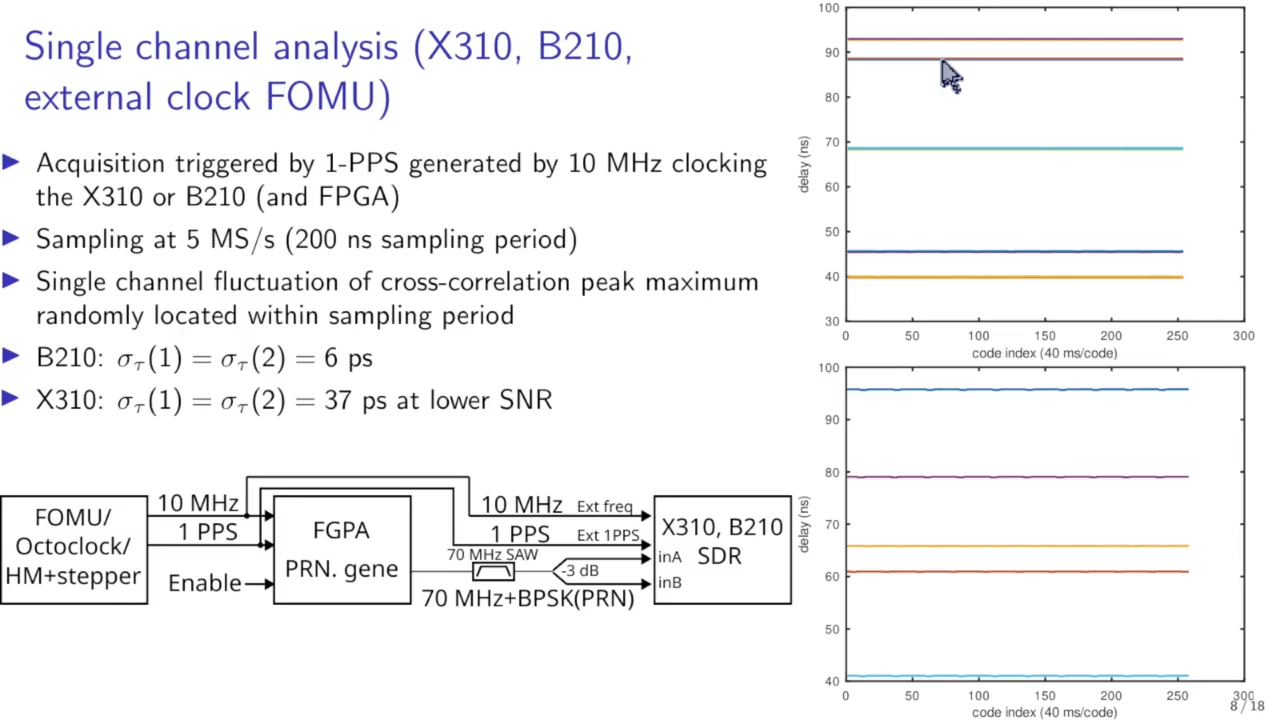 Single channel analysis (X310, B210,
external clock FOMU)
▶ Acquisition triggered by 1-PPS generated by 10 MHz clocking
the X310 or B210 (and FPGA)
▶ Sampling at 5 MS/s (200 ns sampling period)
▶ Single channel fluctuation of cross-correlation peak maximum
randomly located within sampling period
▶ B210: στ(1) = στ(2) = 6 ps
▶ X310: στ(1) = στ(2) = 37 ps at lower SNR
FOMU/
Octoclock/
HM+stepper
10 MHz
1 PPS
Enable
FGPA
PRN. gene
10 MHz Ext freq
1 PPS Ext 1PPS
70 MHz SAW
-3 dB
70 MHz+BPSK(PRN)
inA
inB
X310, B210
SDR
100
90
80
70
60
50
40
30
delay (ns)
0 50 100 150 200 250 300
code index (40 ms/code)
100
90
80
70
60
50
40
delay (ns)
0 50 100 150 200 250 300
code index (40 ms/code)
8 / 18